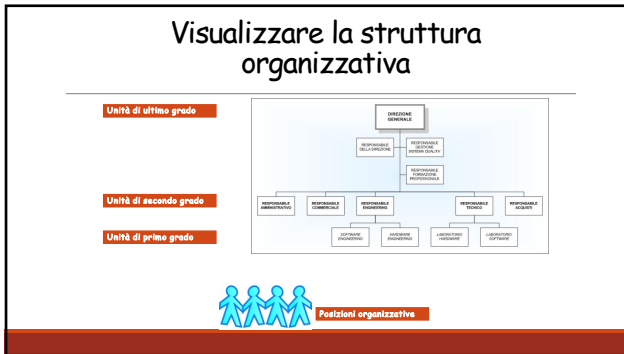 Visualizzare la struttura
organizzativa
Unità di ultimo grado
DIREZIONE
GENERALE
RESPONSABILE
DELLA DIREZIONE
RESPONSABILE
GESTIONE
SISTEMA QUALITA'
RESPONSABILE
FORMAZIONE
PROFESSIONALE
Unità di secondo grado
RESPONSABILE
AMMINISTRATIVO
RESPONSABILE
COMMERCIALE
RESPONSABILE
ENGINEERING
RESPONSABILE
TECNICO
RESPONSABILE
ACQUISTI
Unità di primo grado
SOFTWARE
ENGINEERING
HARDWARE
ENGINEERING
LABORATORIO
HARDWARE
LABORATORIO
SOFTWARE
Posizioni organizzative